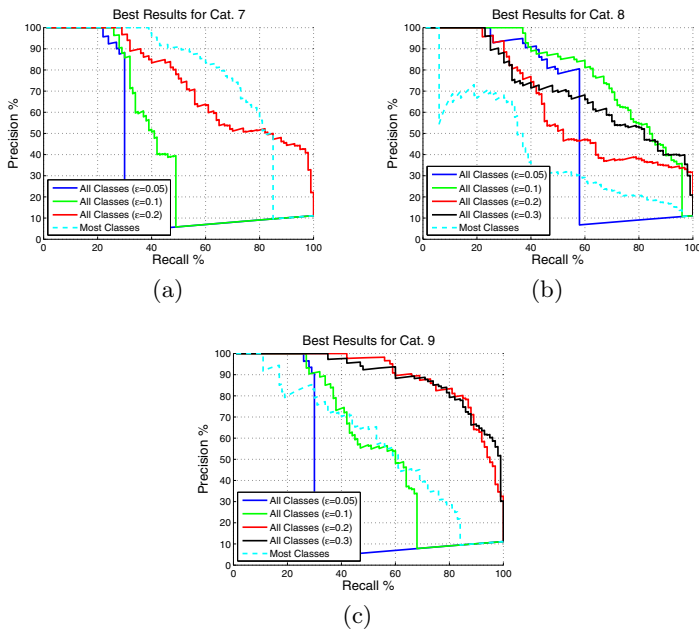 Best Results for Cat. 7
100
90
80
70
60
50
40
30
20
10
0
Precision %
All Classes (ε=0.05)
All Classes (ε=0.1)
All Classes (ε=0.2)
Most Classes
0 20 40 60 80 100
Recall %
(a)
Best Results for Cat. 8
100
90
80
70
60
50
40
30
20
10
0
Precision %
All Classes (ε=0.05)
All Classes (ε=0.1)
All Classes (ε=0.2)
All Classes (ε=0.3)
Most Classes
0 20 40 60 80 100
Recall %
(b)
Best Results for Cat. 9
100
90
80
70
60
50
40
30
20
10
0
Precision %
All Classes (ε=0.05)
All Classes (ε=0.1)
All Classes (ε=0.2)
All Classes (ε=0.3)
Most Classes
0 20 40 60 80 100
Recall %
(c)